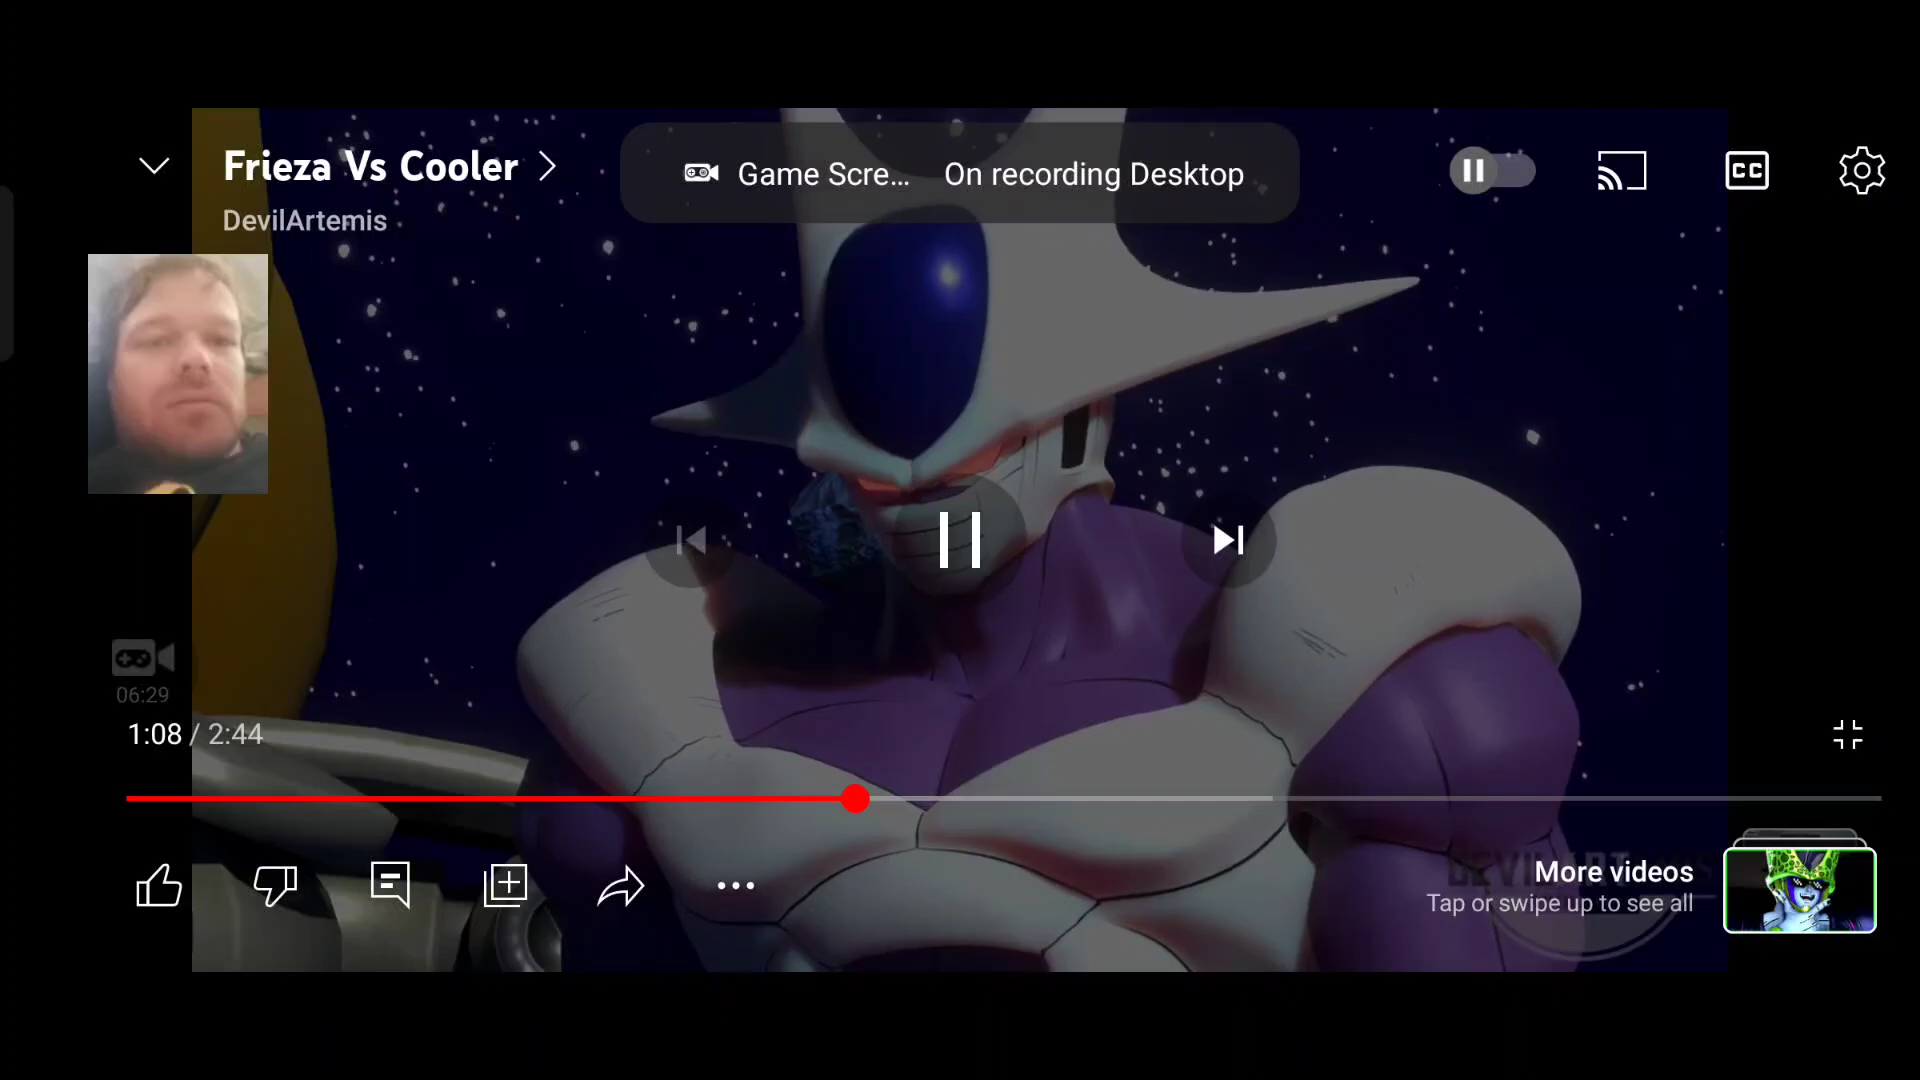 Frieza Vs Cooler
DevilArtemis
Game Scre... On recording Desktop
CC
06:29
1:08 / 2:44
More videos
Tap or swipe up to see all